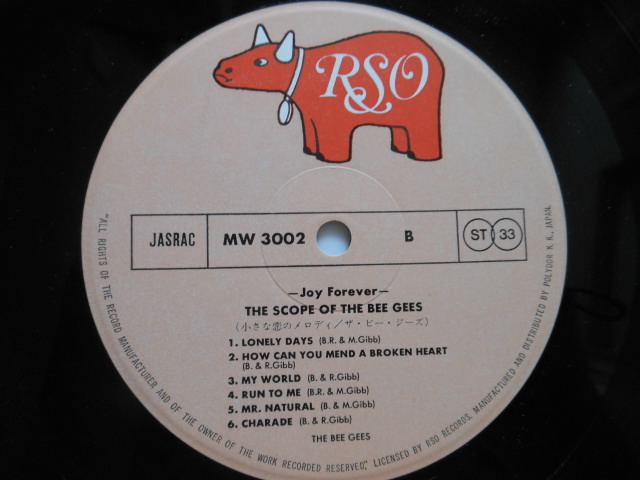 RSO
JASRAC
MW 3002
B
ST 33
—Joy Forever—
THE SCOPE OF THE BEE GEES
(小さな恋のメロディ/ザ・ビー・ジーズ)
1. LONELY DAYS (B.R. & M.Gibb)
2. HOW CAN YOU MEND A BROKEN HEART
(B. & R.Gibb)
3. MY WORLD (B. & R.Gibb)
4. RUN TO ME (B.R. & M.Gibb)
5. MR. NATURAL (B. & M.Gibb)
6. CHARADE (B. & R.Gibb)
THE BEE GEES
"ALL RIGHTS OF THE RECORD MANUFACTURER AND OF THE OWNER OF THE WORK RECORDED RESERVED," LICENSED BY RSO RECORDS. MANUFACTURED AND DISTRIBUTED BY POLYDOR K. K., JAPAN.